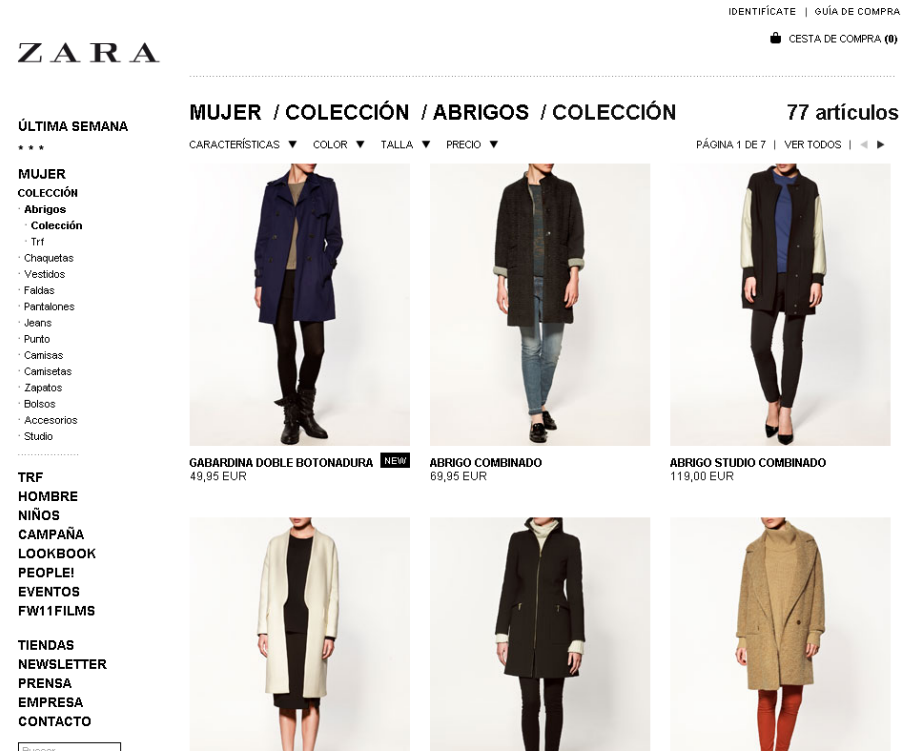 IDENTIFÍCATE | GUÍA DE COMPRA
CESTA DE COMPRA (0)
ZARA
MUJER / COLECCIÓN / ABRIGOS / COLECCIÓN
77 artículos
CARACTERÍSTICAS ▼ COLOR ▼ TALLA ▼ PRECIO ▼
PÁGINA 1 DE 7 | VER TODOS | ◀ ▶
ÚLTIMA SEMANA
* * *
MUJER
COLECCIÓN
· Abrigos
· Colección
· Trf
· Chaquetas
· Vestidos
· Faldas
· Pantalones
· Jeans
· Punto
· Camisas
· Camisetas
· Zapatos
· Bolsos
· Accesorios
· Studio
TRF
HOMBRE
NIÑOS
CAMPAÑA
LOOKBOOK
PEOPLE!
EVENTOS
FW11FILMS
TIENDAS
NEWSLETTER
PRENSA
EMPRESA
CONTACTO
Buscar
GABARDINA DOBLE BOTONADURA NEW
49,95 EUR
ABRIGO COMBINADO
69,95 EUR
ABRIGO STUDIO COMBINADO
119,00 EUR